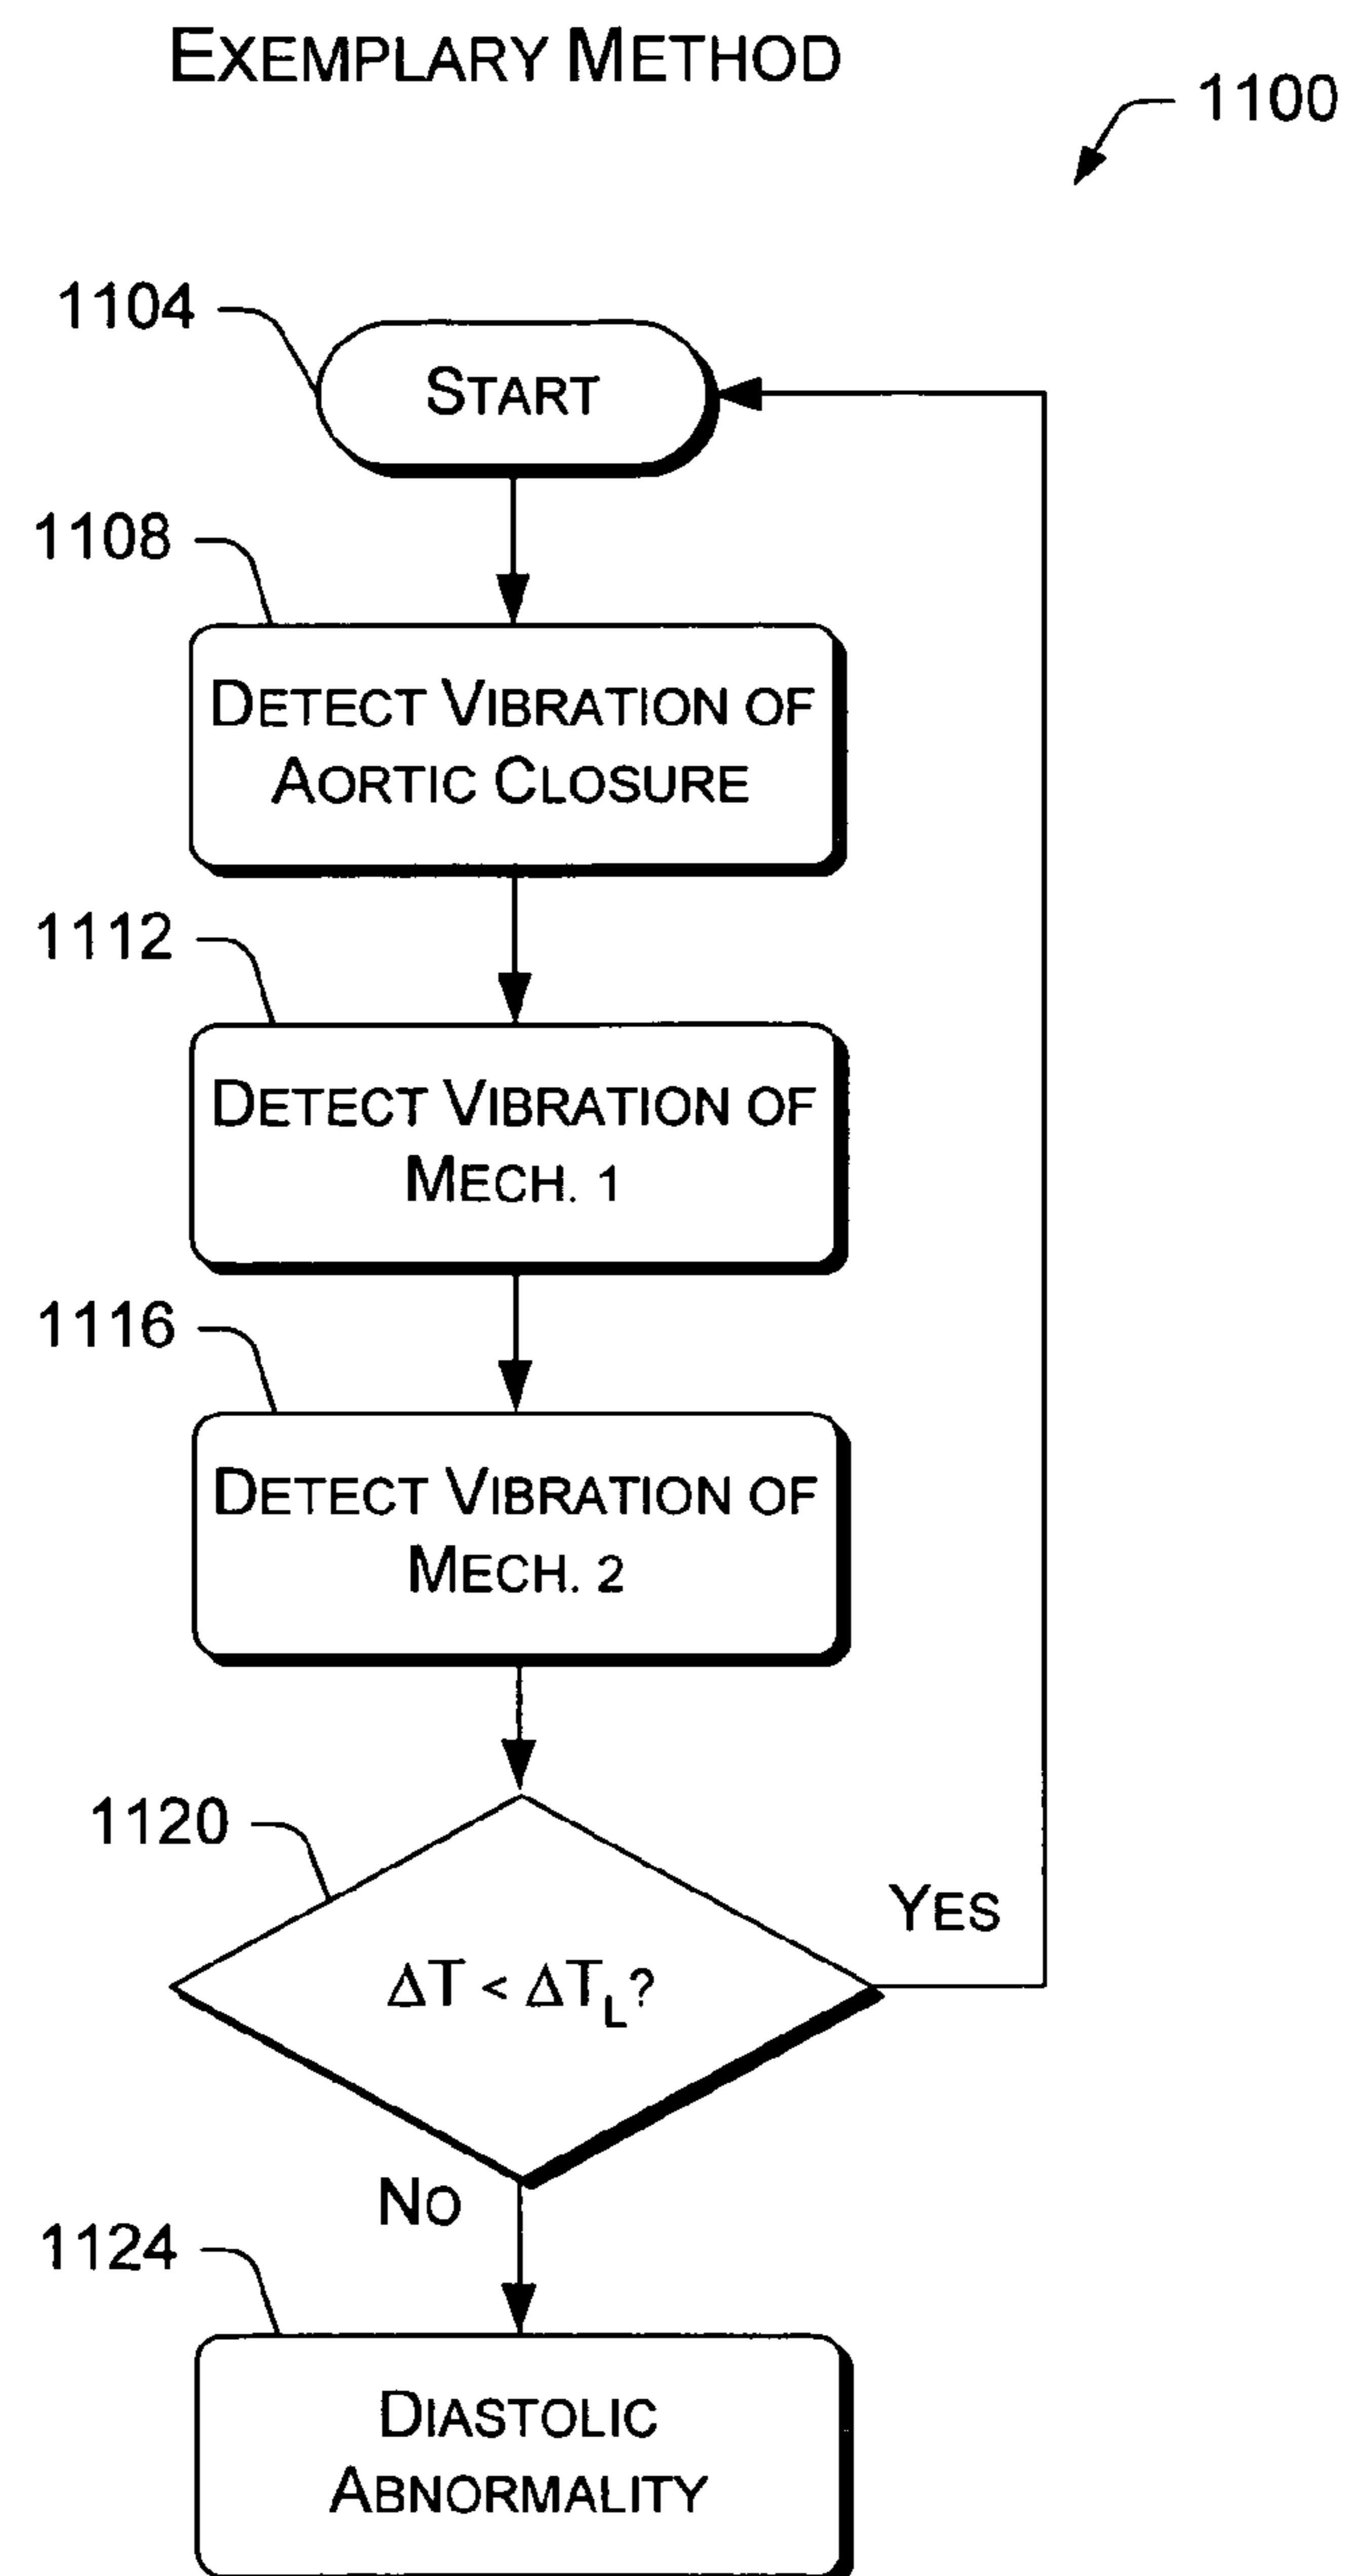 EXEMPLARY METHOD
1100
1104
START
1108
DETECT VIBRATION OF
AORTIC CLOSURE
1112
DETECT VIBRATION OF
MECH. 1
1116
DETECT VIBRATION OF
MECH. 2
1120
YES
ΔT < ΔTL?
NO
1124
DIASTOLIC
ABNORMALITY